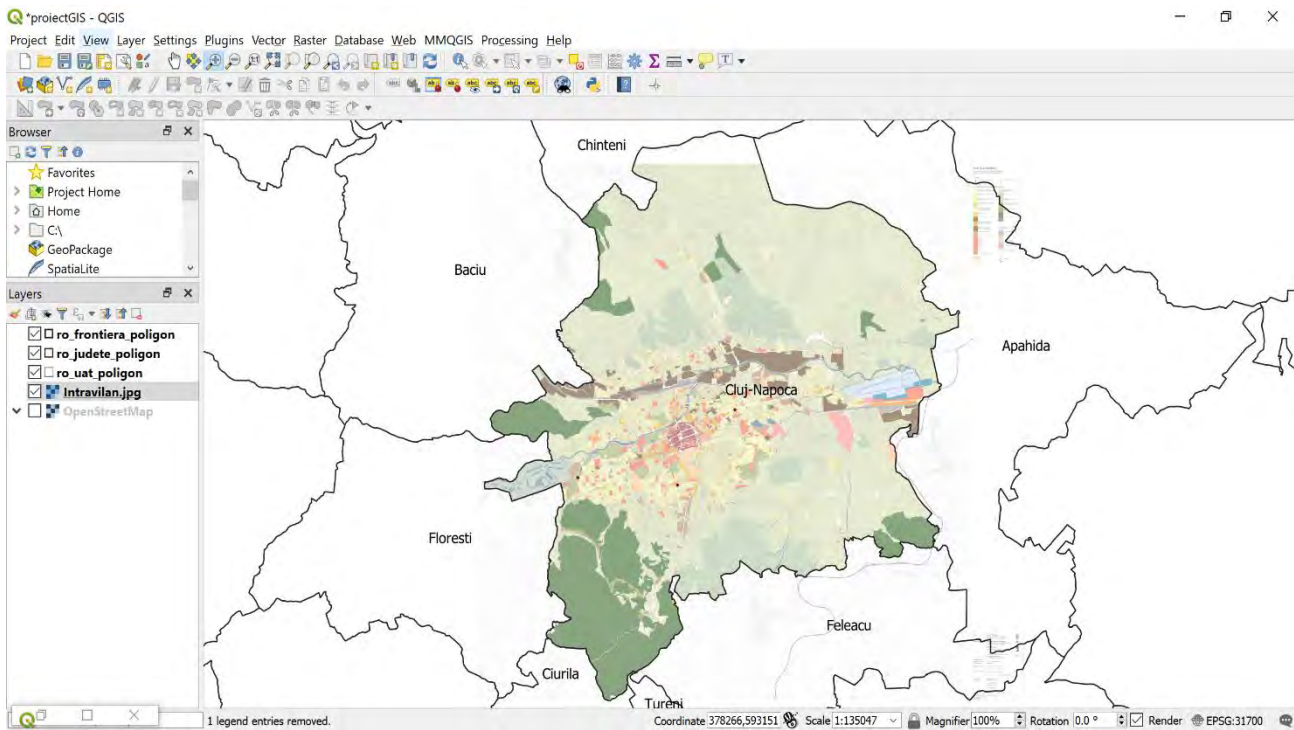 *proiectGIS - QGIS
Project Edit View Layer Settings Plugins Vector Raster Database Web MMQGIS Processing Help
Browser
Favorites
Project Home
Home
C:\
GeoPackage
SpatiaLite
Layers
ro_frontiera_poligon
ro_judete_poligon
ro_uat_poligon
Intravilan.jpg
OpenStreetMap
Chinteni
Baciu
Apahida
Cluj-Napoca
Floresti
Feleacu
Ciurila
Tureni
1 legend entries removed.
Coordinate 378266,593151 Scale 1:135047 Magnifier 100% Rotation 0.0 ° Render EPSG:31700